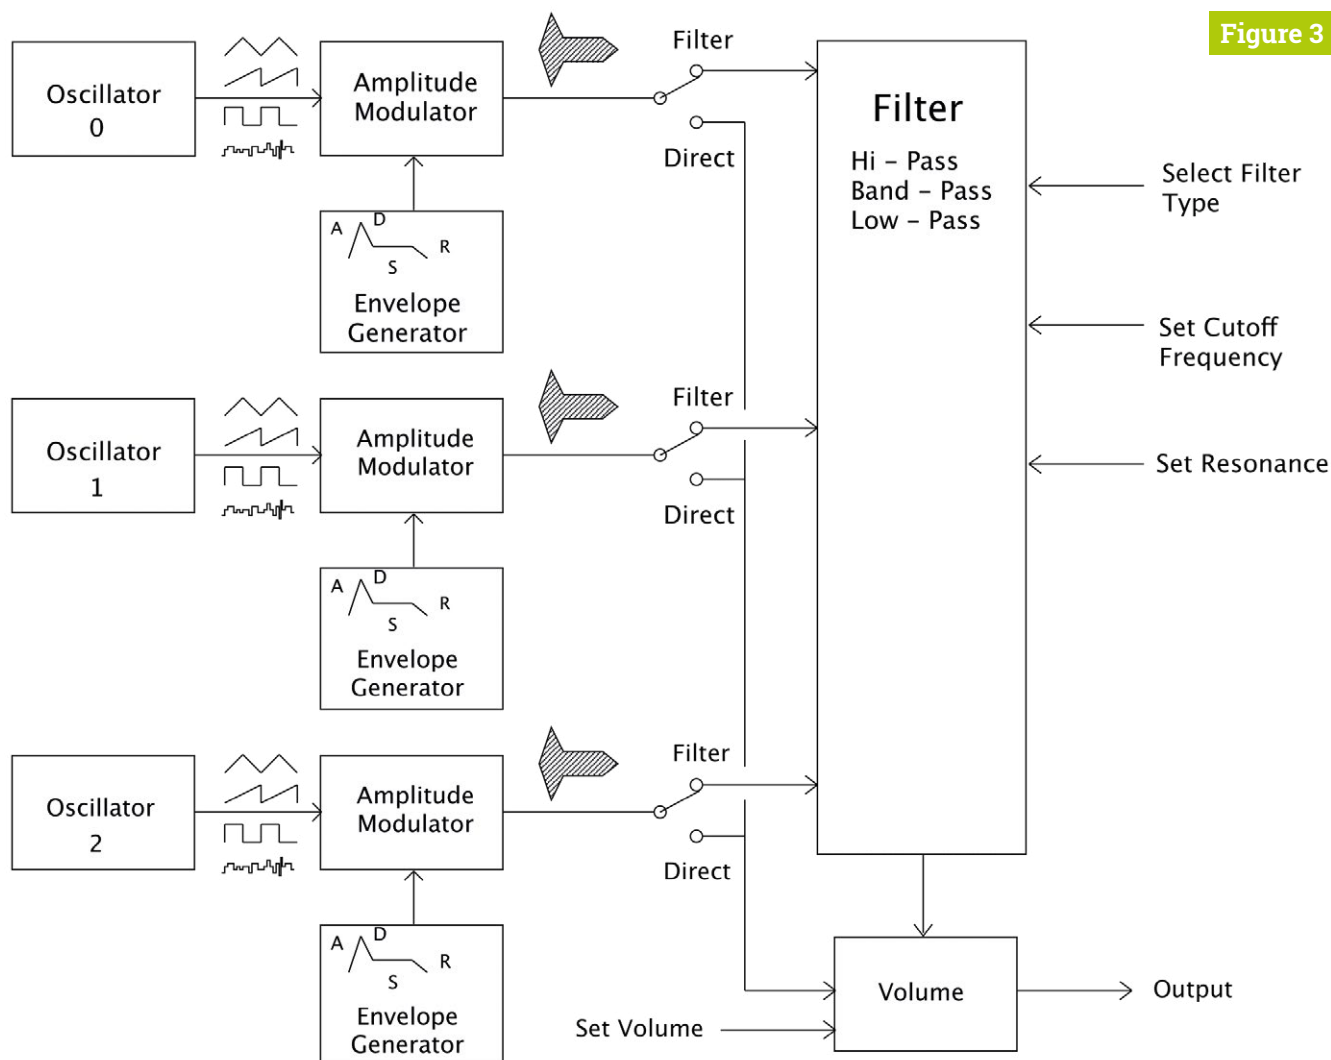 Figure 3
Oscillator
0
Amplitude
Modulator
Filter
Direct
A
D
S
R
Envelope
Generator
Filter
Hi – Pass
Band – Pass
Low – Pass
Select Filter
Type
Set Cutoff
Frequency
Set Resonance
Oscillator
1
Amplitude
Modulator
Filter
Direct
A
D
S
R
Envelope
Generator
Oscillator
2
Amplitude
Modulator
Filter
Direct
A
D
S
R
Envelope
Generator
Set Volume
Volume
Output